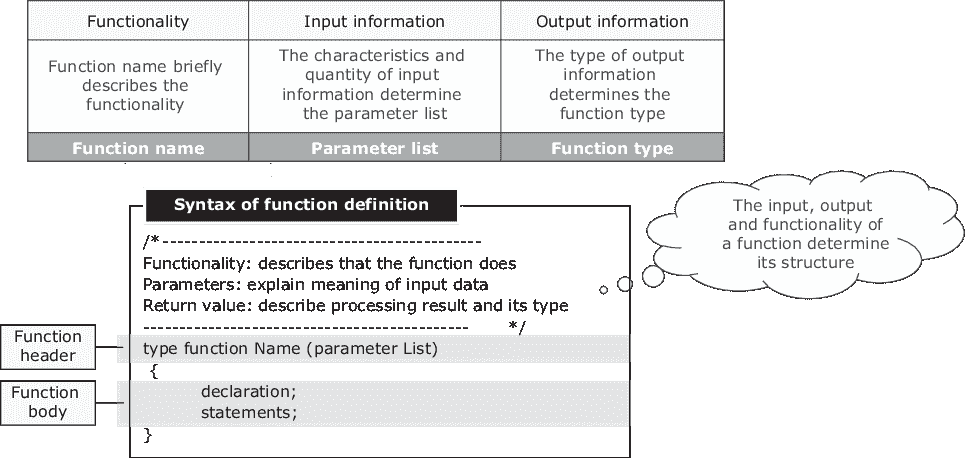 Functionality
Input information
Output information
Function name briefly
describes the
functionality
The characteristics and
quantity of input
information determine
the parameter list
The type of output
information
determines the
function type
Function name
Parameter list
Function type
Syntax of function definition
/*--------------------------------------------
Functionality: describes that the function does
Parameters: explain meaning of input data
Return value: describe processing result and its type
--------------------------------------------- */
type function Name (parameter List)
{
declaration;
statements;
}
Function
header
Function
body
The input, output
and functionality of
a function determine
its structure